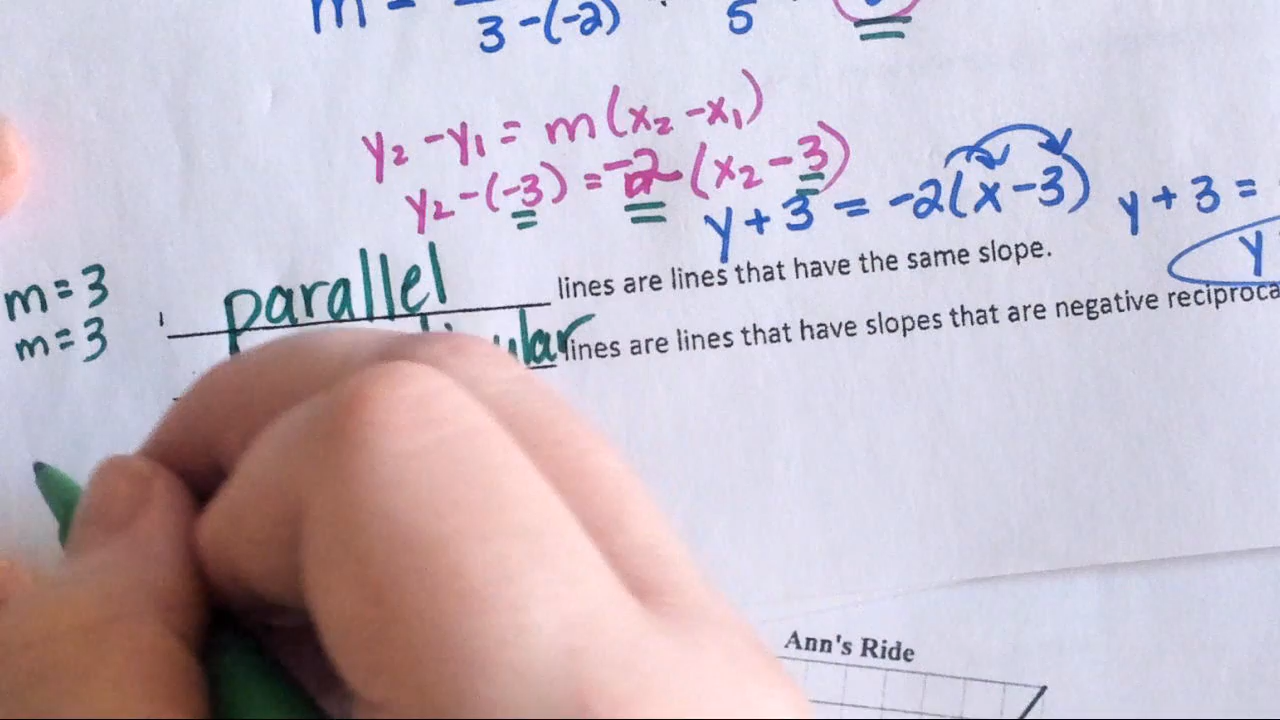 m =
3 -(-2) 5
y₂ - y₁ = m(x₂ - x₁)
y₂ -(-3) = -2 (x₂ - 3)
y + 3 = -2(x - 3) y + 3 =
y
m = 3
m = 3
parallel lines are lines that have the same slope.
lines are lines that have slopes that are negative
Ann's Ride